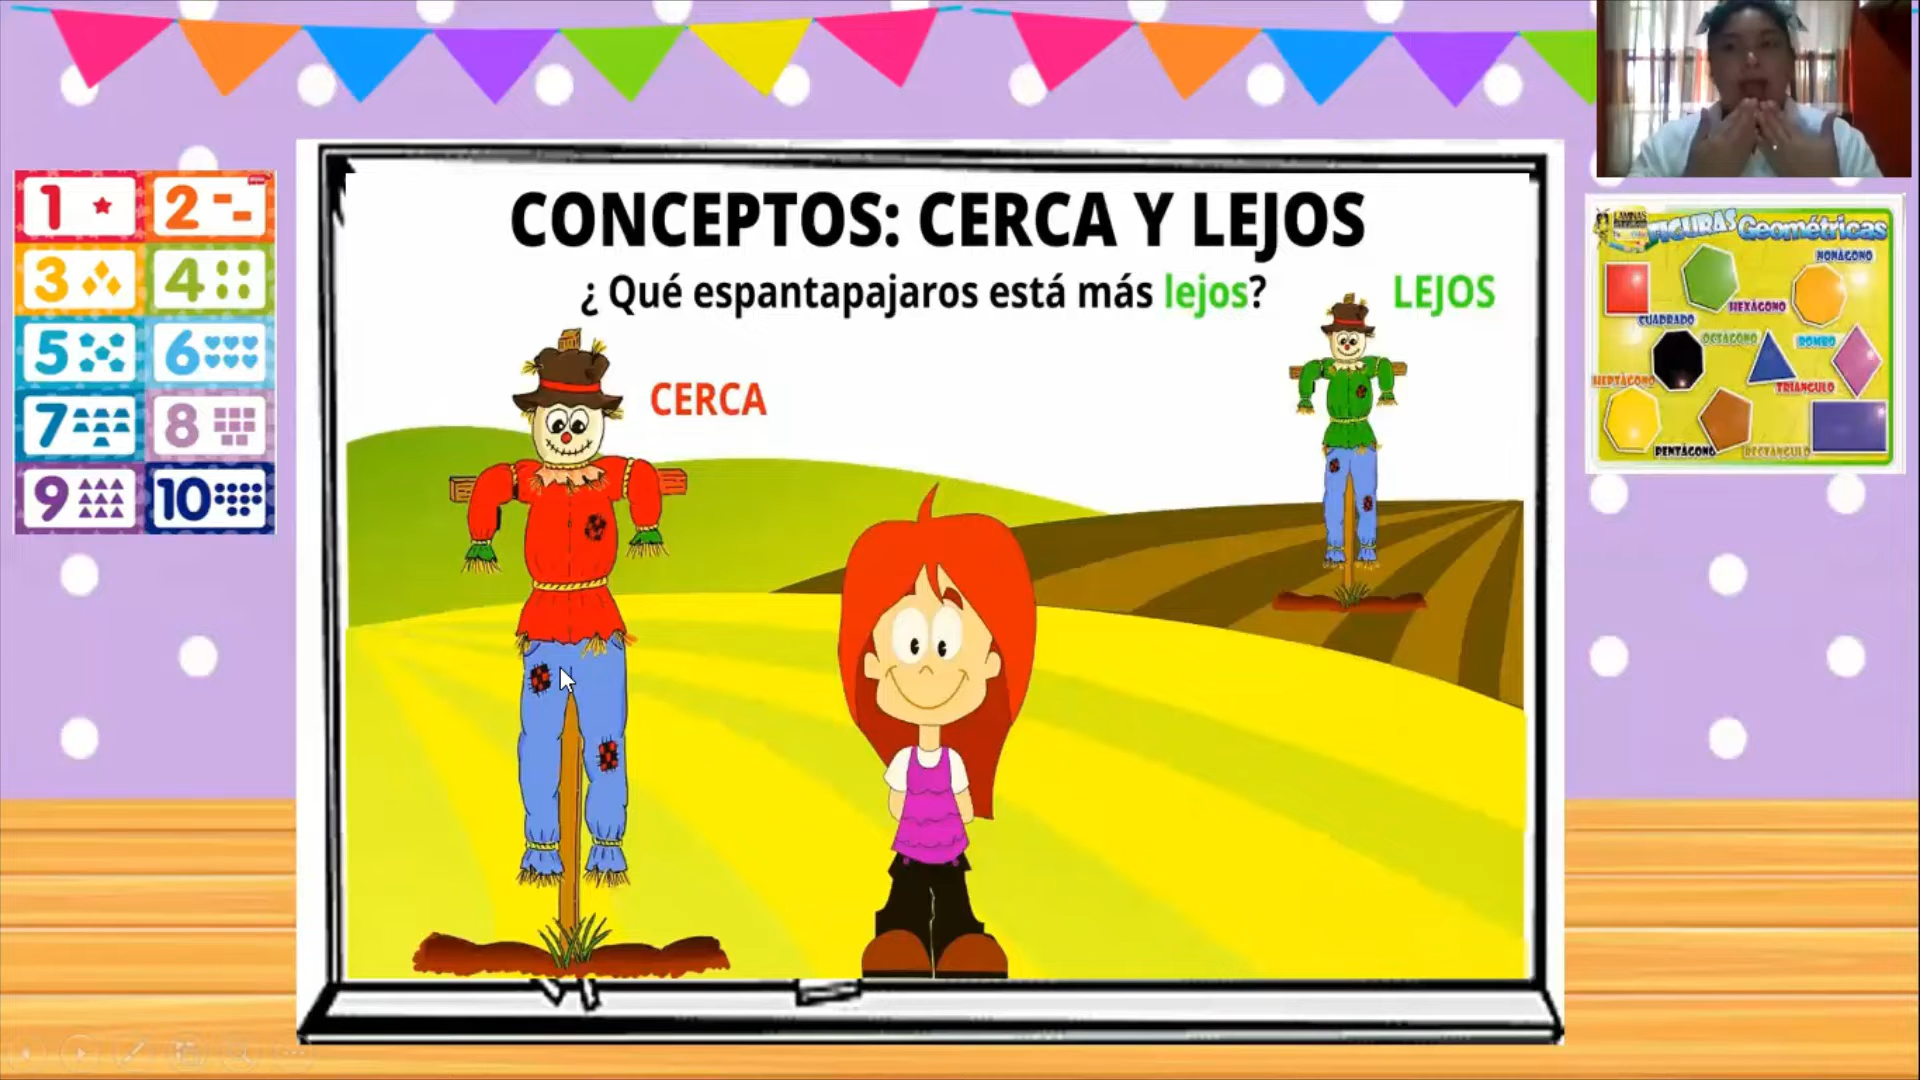 CONCEPTOS: CERCA Y LEJOS
¿ Qué espantapajaros está más lejos?
LEJOS
CERCA
1
2
3
4
5
6
7
8
9
10
FIGURAS Geométricas
NONÁGONO
HEXÁGONO
CUADRADO
OCTÁGONO
ROMBO
HEPTÁGONO
TRIÁNGULO
PENTÁGONO
RECTÁNGULO